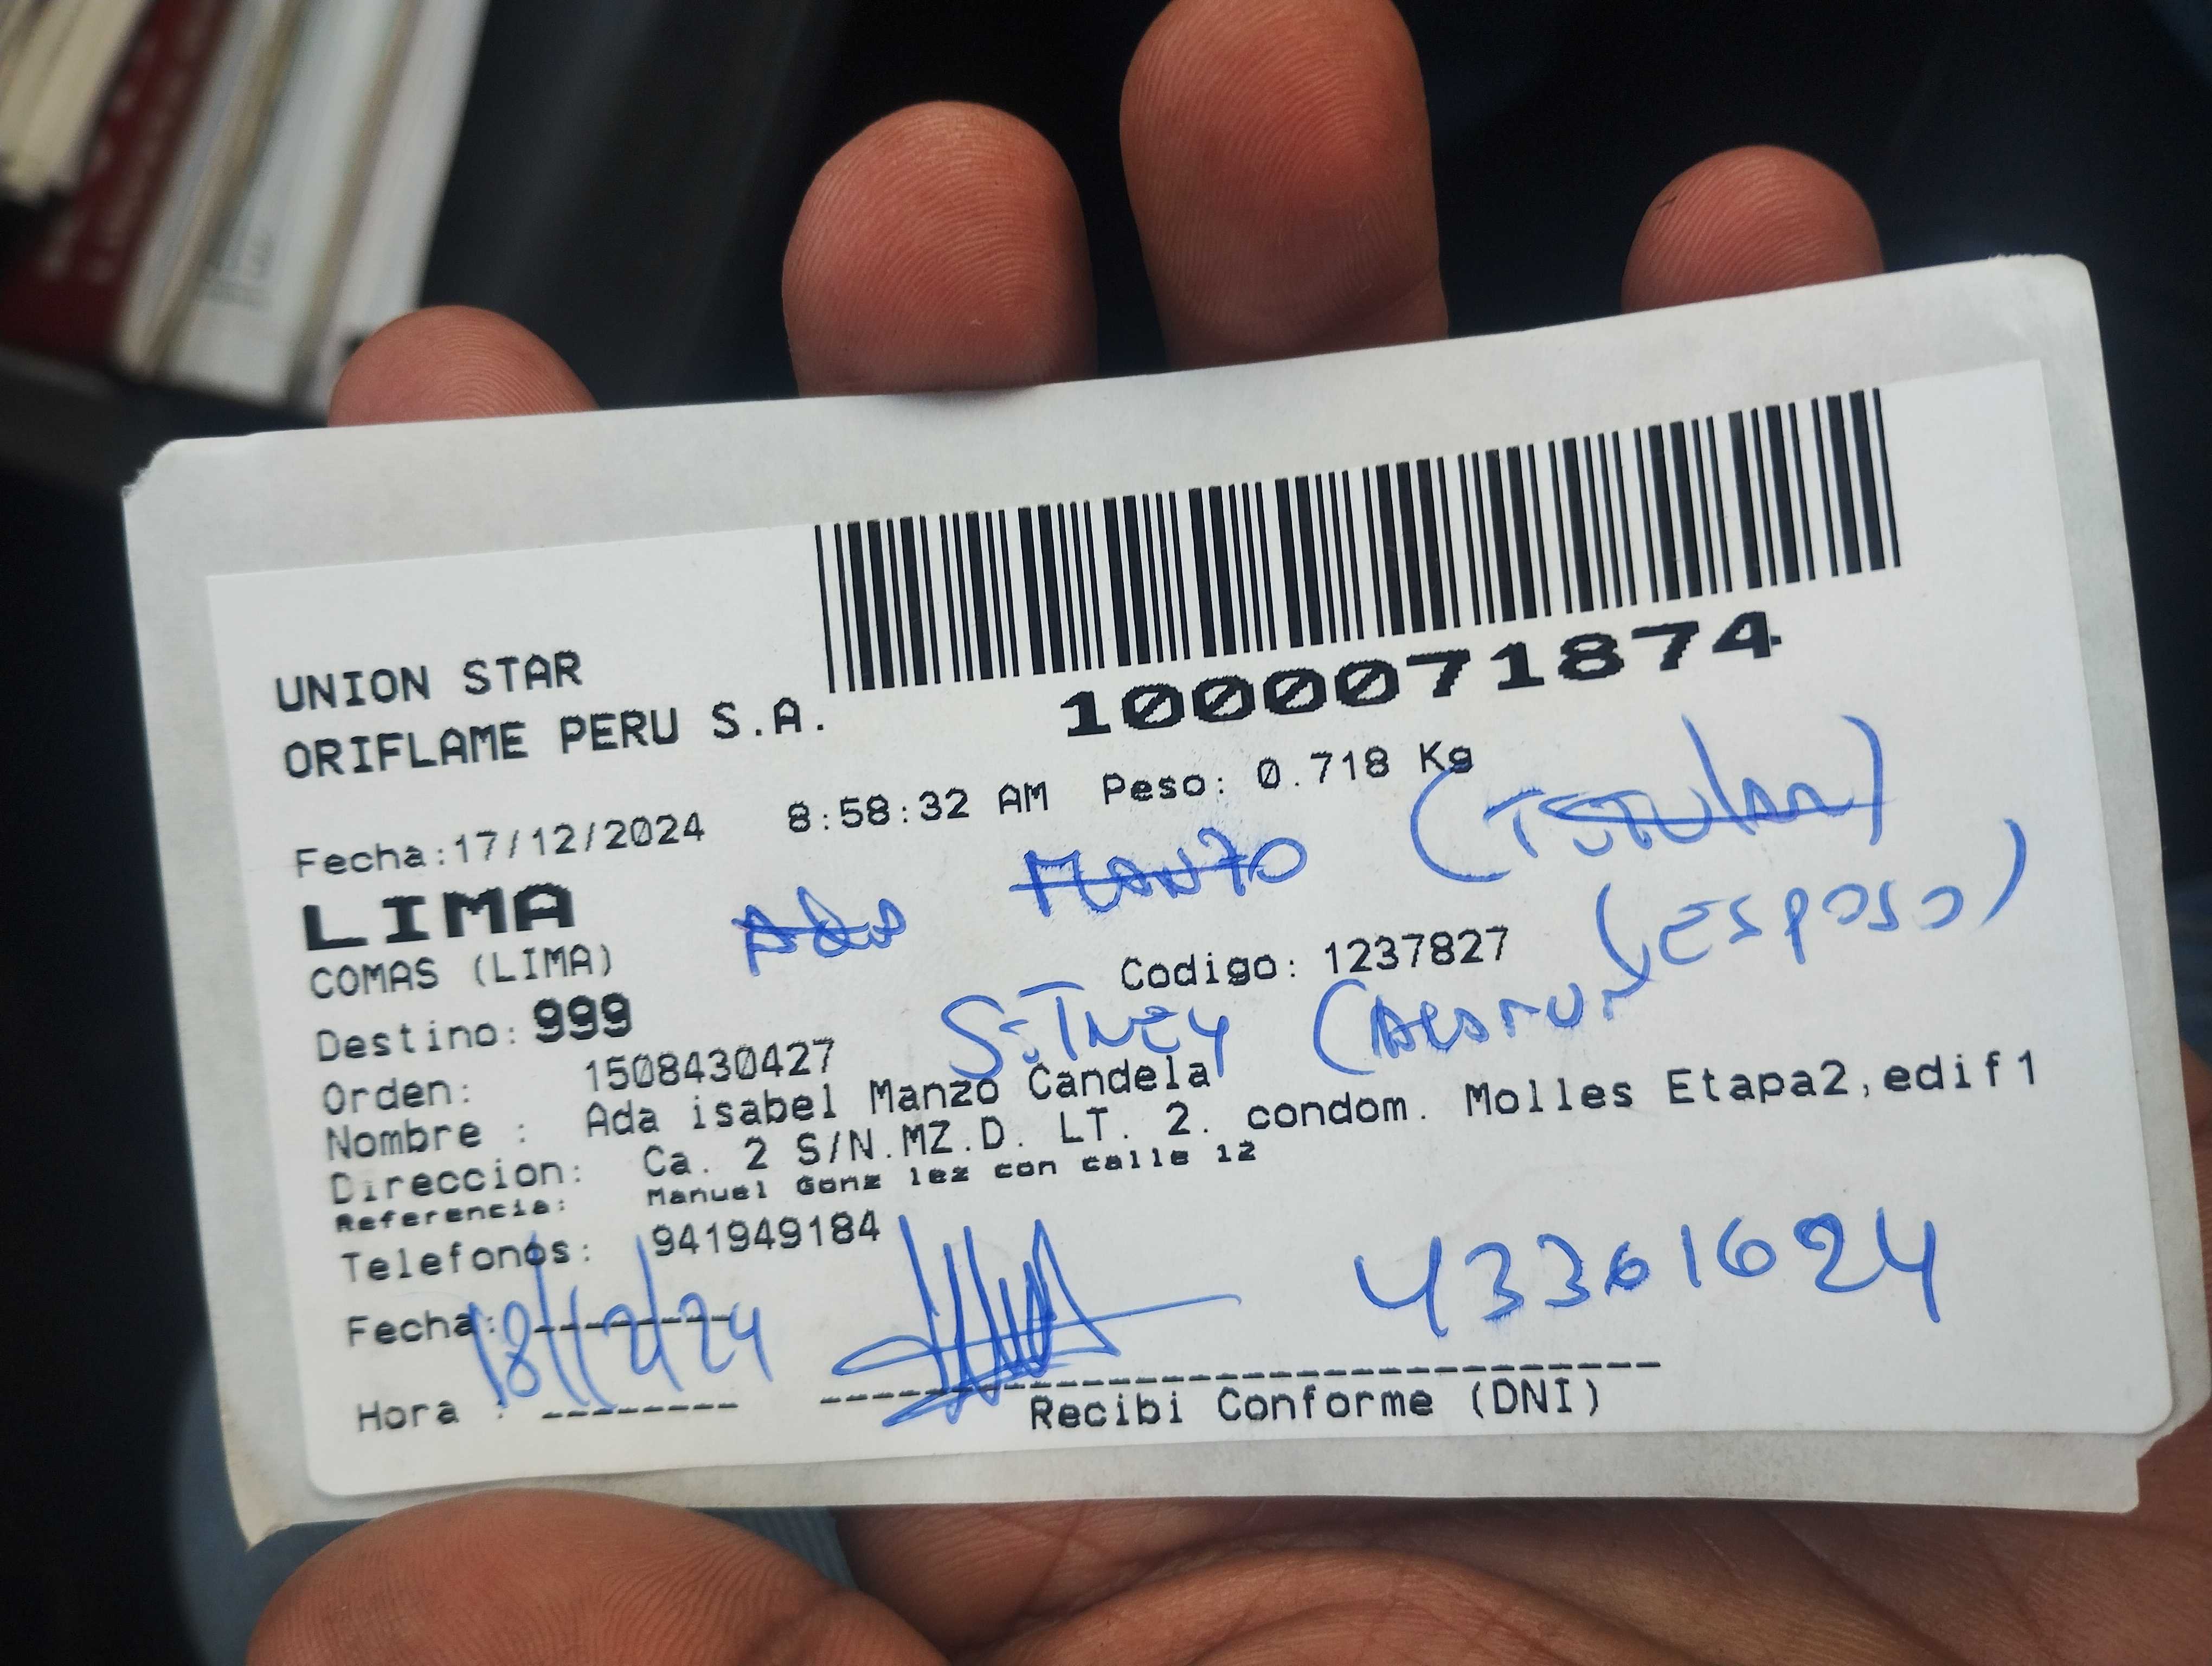 UNION STAR
ORIFLAME PERU S.A.
1000071874
Fecha:17/12/2024 8:58:32 AM Peso: 0.718 Kg
(TITULAR)
LIMA
Ada MANZO
(ESPOSO)
COMAS (LIMA)
Codigo: 1237827
Destino: 999
Orden: 1508430427
Nombre : Ada isabel Manzo Candela
Direccion: Ca. 2 S/N.MZ.D. LT. 2. condom. Molles Etapa2,edif1
Referencia: Manuel Gonz lez con calle 12
Telefonos: 941949184
43361624
Fecha: 18/12/24
Hora :
Recibi Conforme (DNI)